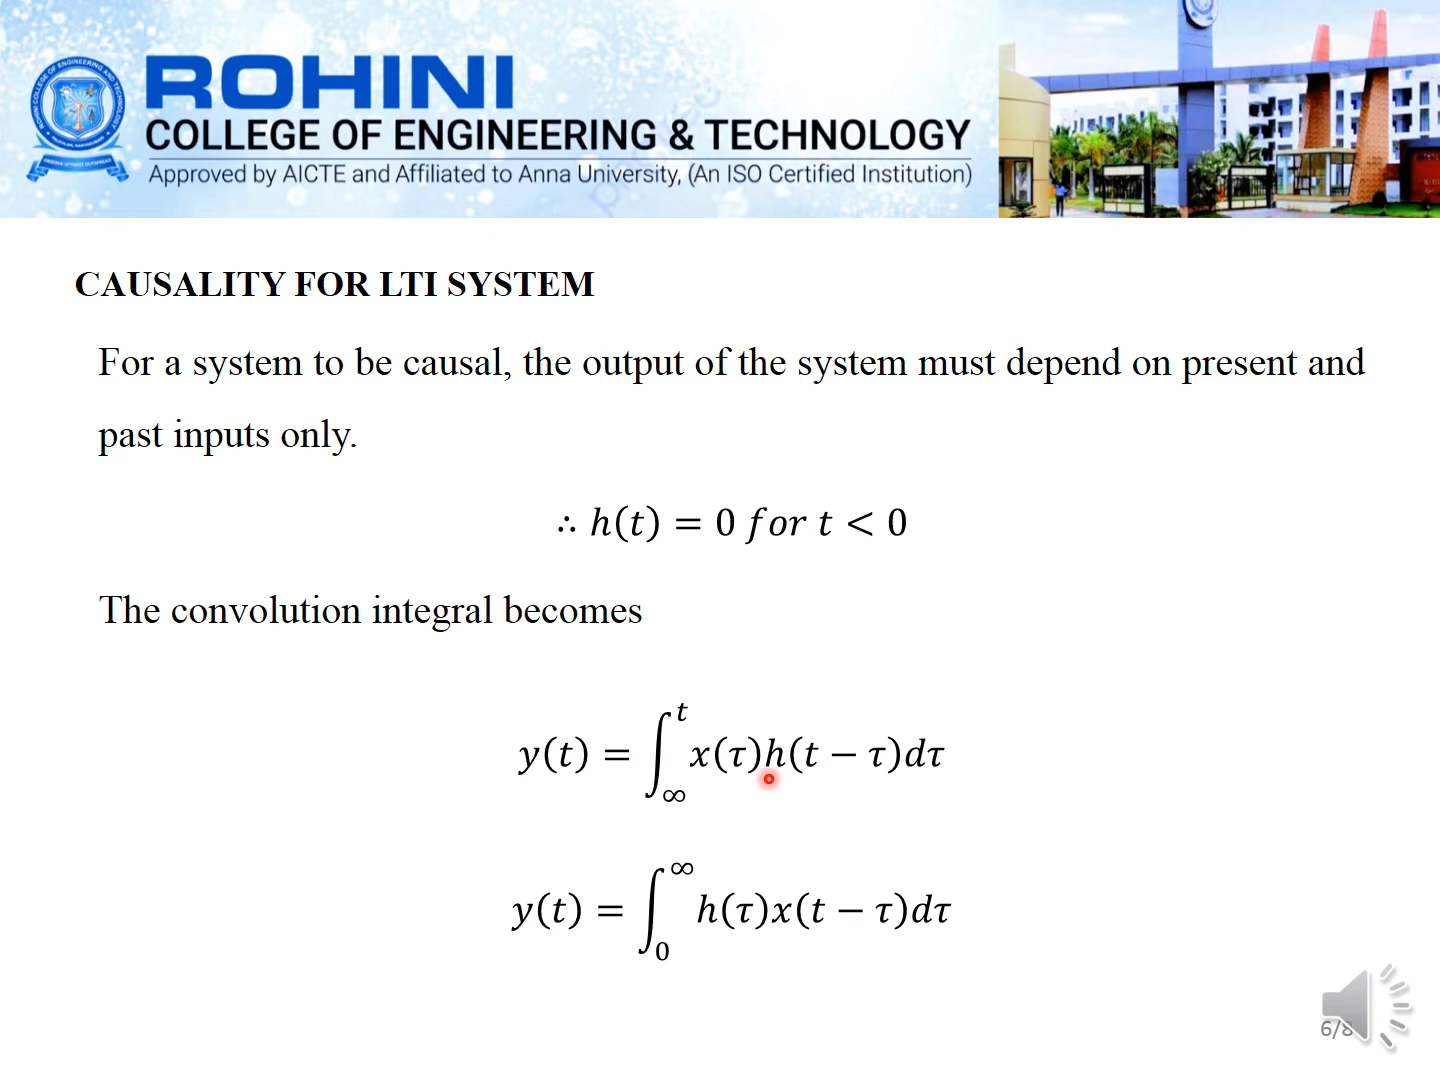 ROHINI
COLLEGE OF ENGINEERING & TECHNOLOGY
Approved by AICTE and Affiliated to Anna University, (An ISO Certified Institution)
CAUSALITY FOR LTI SYSTEM
For a system to be causal, the output of the system must depend on present and
past inputs only.
∴ h(t) = 0 for t < 0
The convolution integral becomes
y(t) = ∫_∞^t x(τ)h(t − τ)dτ
y(t) = ∫_0^∞ h(τ)x(t − τ)dτ
6/8